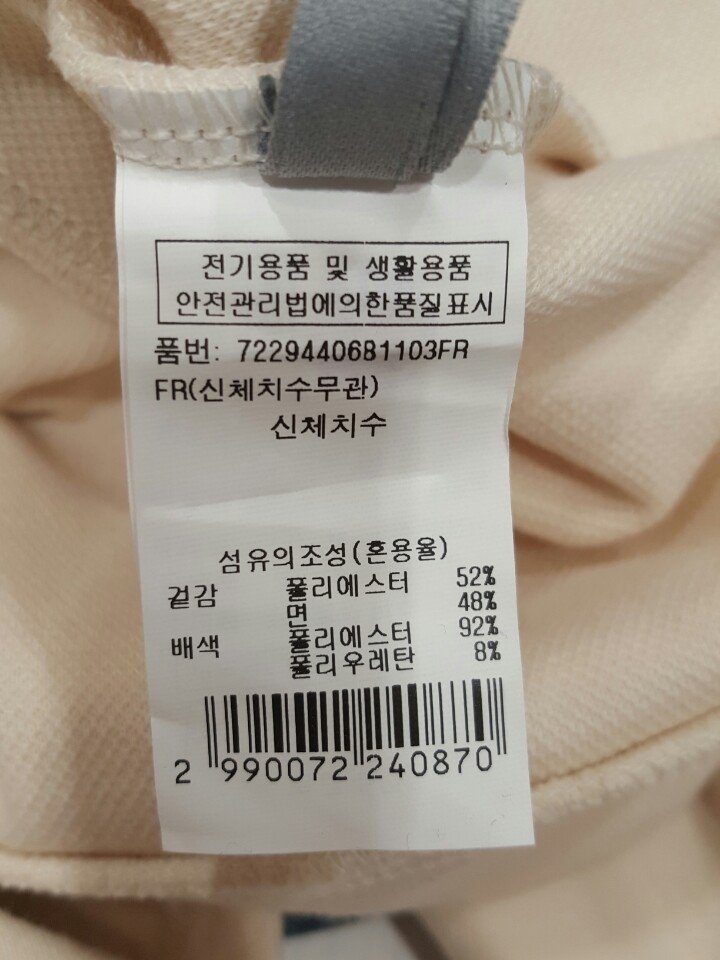 전기용품 및 생활용품
안전관리법에의한품질표시
품번: 7229440681103FR
FR(신체치수무관)
신체치수
섬유의조성(혼용율)
겉감 폴리에스터 52%
면 48%
배색 폴리에스터 92%
폴리우레탄 8%
2 990072 240870